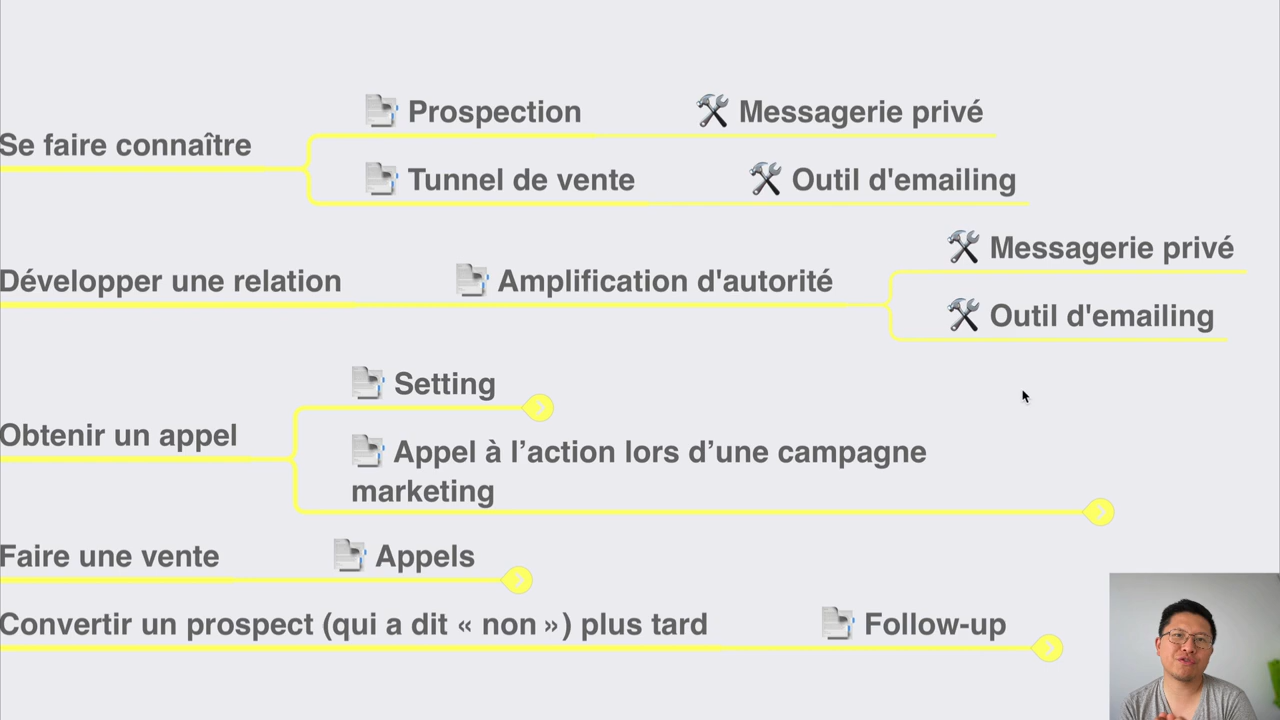 Prospection
Messagerie privé
Se faire connaître
Tunnel de vente
Outil d'emailing
Messagerie privé
Développer une relation
Amplification d'autorité
Outil d'emailing
Setting
Obtenir un appel
Appel à l’action lors d’une campagne
marketing
Faire une vente
Appels
Convertir un prospect (qui a dit « non ») plus tard
Follow-up